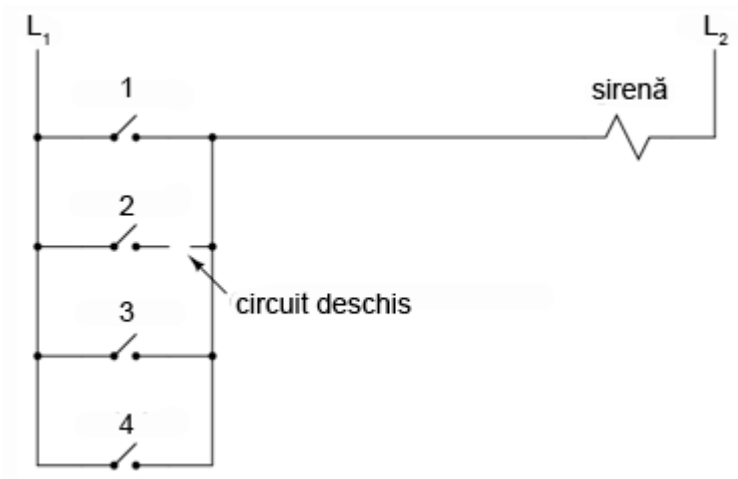 L₁
L₂
1
sirenă
2
circuit deschis
3
4